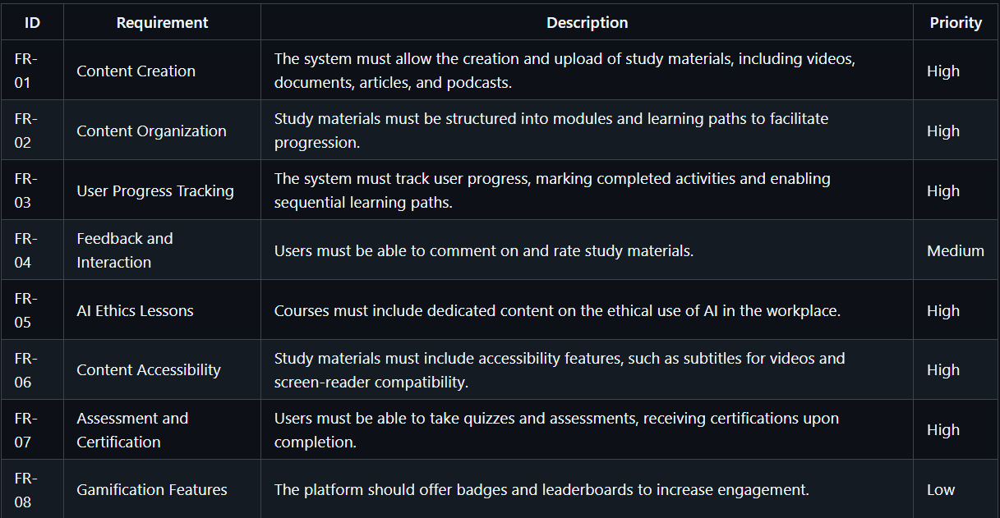 ID Requirement Description Priority
FR-
01
Content Creation
The system must allow the creation and upload of study materials, including videos,
documents, articles, and podcasts.
High
FR-
02
Content Organization
Study materials must be structured into modules and learning paths to facilitate
progression.
High
FR-
03
User Progress Tracking
The system must track user progress, marking completed activities and enabling
sequential learning paths.
High
FR-
04
Feedback and
Interaction
Users must be able to comment on and rate study materials.
Medium
FR-
05
AI Ethics Lessons
Courses must include dedicated content on the ethical use of AI in the workplace.
High
FR-
06
Content Accessibility
Study materials must include accessibility features, such as subtitles for videos and
screen-reader compatibility.
High
FR-
07
Assessment and
Certification
Users must be able to take quizzes and assessments, receiving certifications upon
completion.
High
FR-
08
Gamification Features
The platform should offer badges and leaderboards to increase engagement.
Low